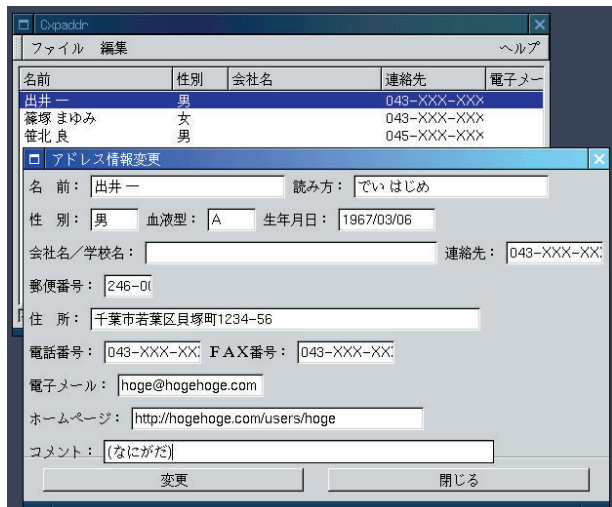 Cxpaddr
ファイル 編集 ヘルプ
名前 性別 会社名 連絡先 電子メー
出井 一 男 043-XXX-XXX
篠塚 まゆみ 女 043-XXX-XXX
笹北 良 男 045-XXX-XXX
アドレス情報変更
名 前： 出井 一 読み方： でい はじめ
性 別： 男 血液型： A 生年月日： 1967/03/06
会社名／学校名： 連絡先： 043-XXX-XX
郵便番号： 246-0
住 所： 千葉市若葉区貝塚町1234-56
電話番号： 043-XXX-XX FAX番号： 043-XXX-XX
電子メール： hoge@hogehoge.com
ホームページ： http://hogehoge.com/users/hoge
コメント： (なにがだ)
変更 閉じる